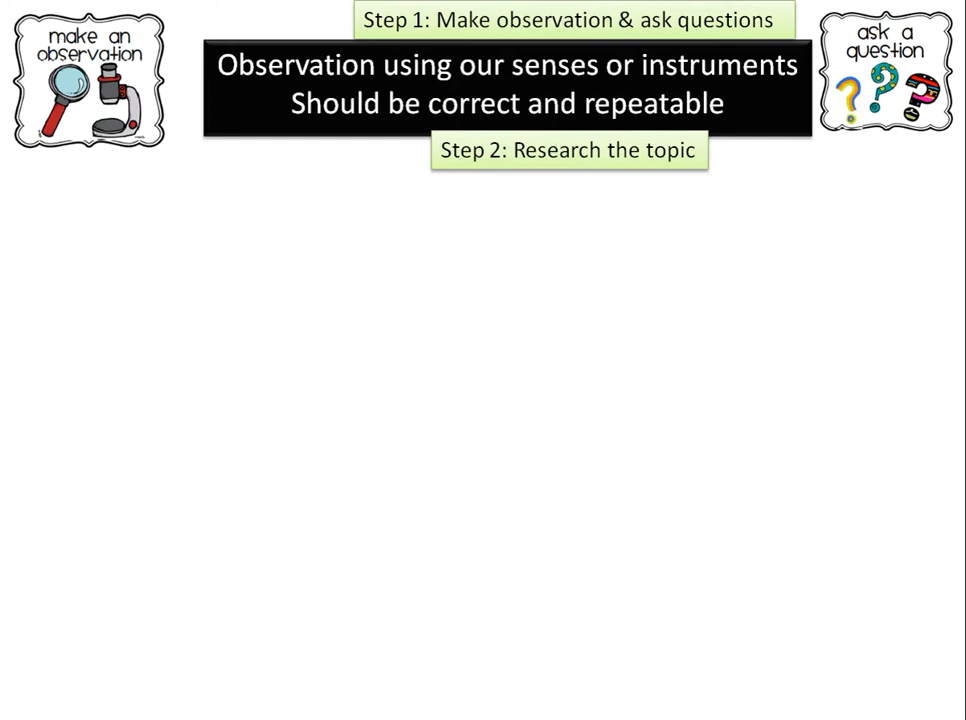 make an
observation
Step 1: Make observation & ask questions
Observation using our senses or instruments
Should be correct and repeatable
ask a
question
???
Step 2: Research the topic